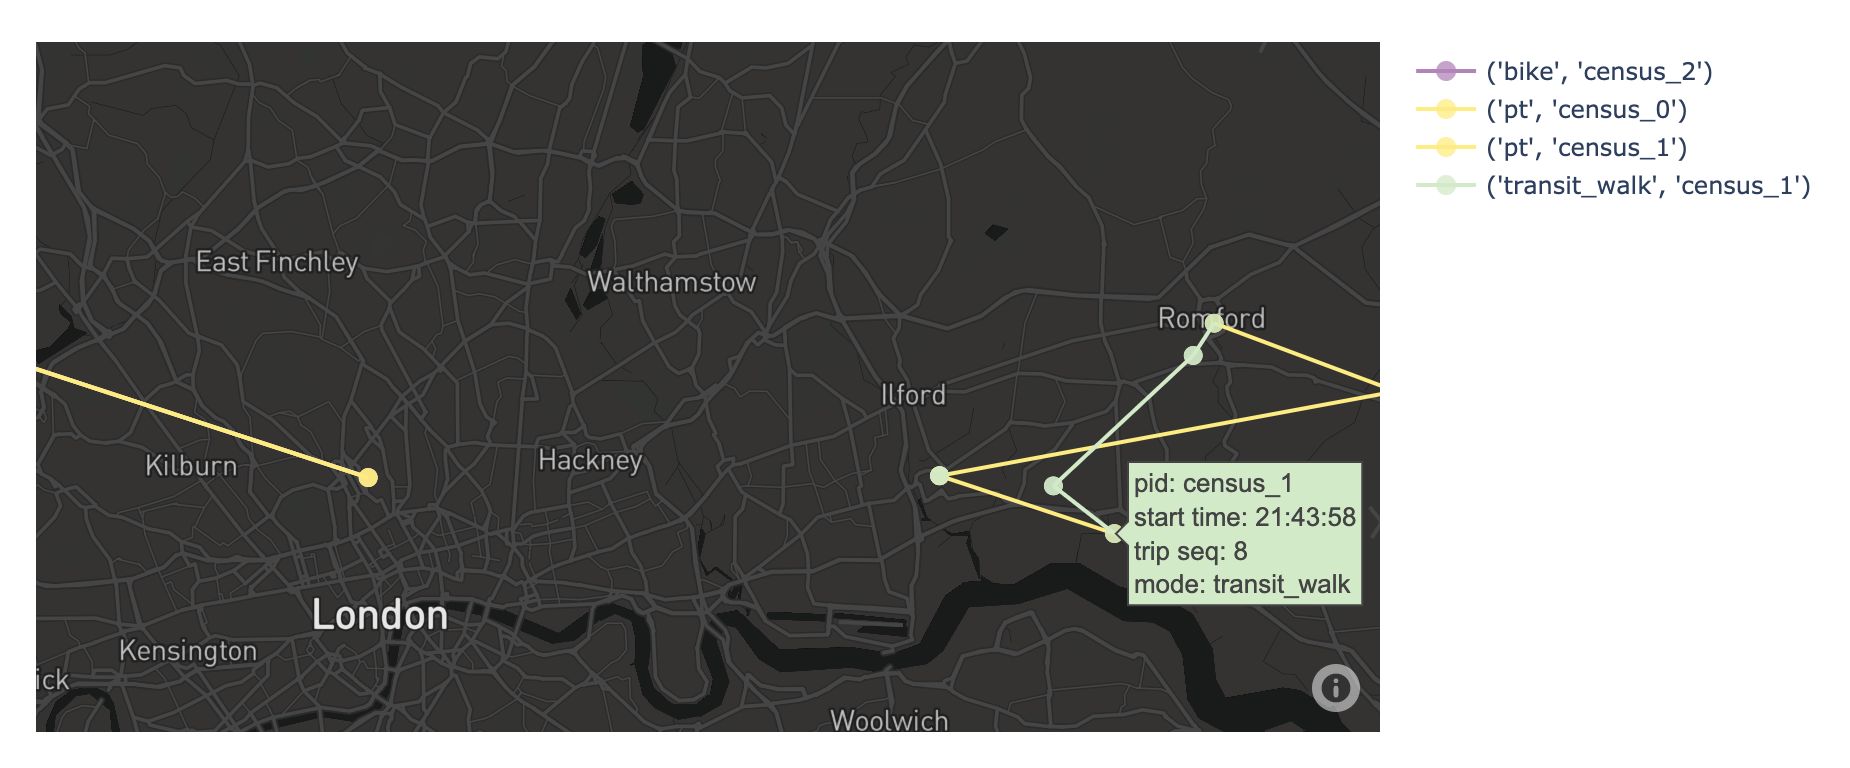 East Finchley
Walthamstow
Romford
Ilford
Kilburn
Hackney
London
Kensington
ick
Woolwich
pid: census_1
start time: 21:43:58
trip seq: 8
mode: transit_walk
('bike', 'census_2')
('pt', 'census_0')
('pt', 'census_1')
('transit_walk', 'census_1')